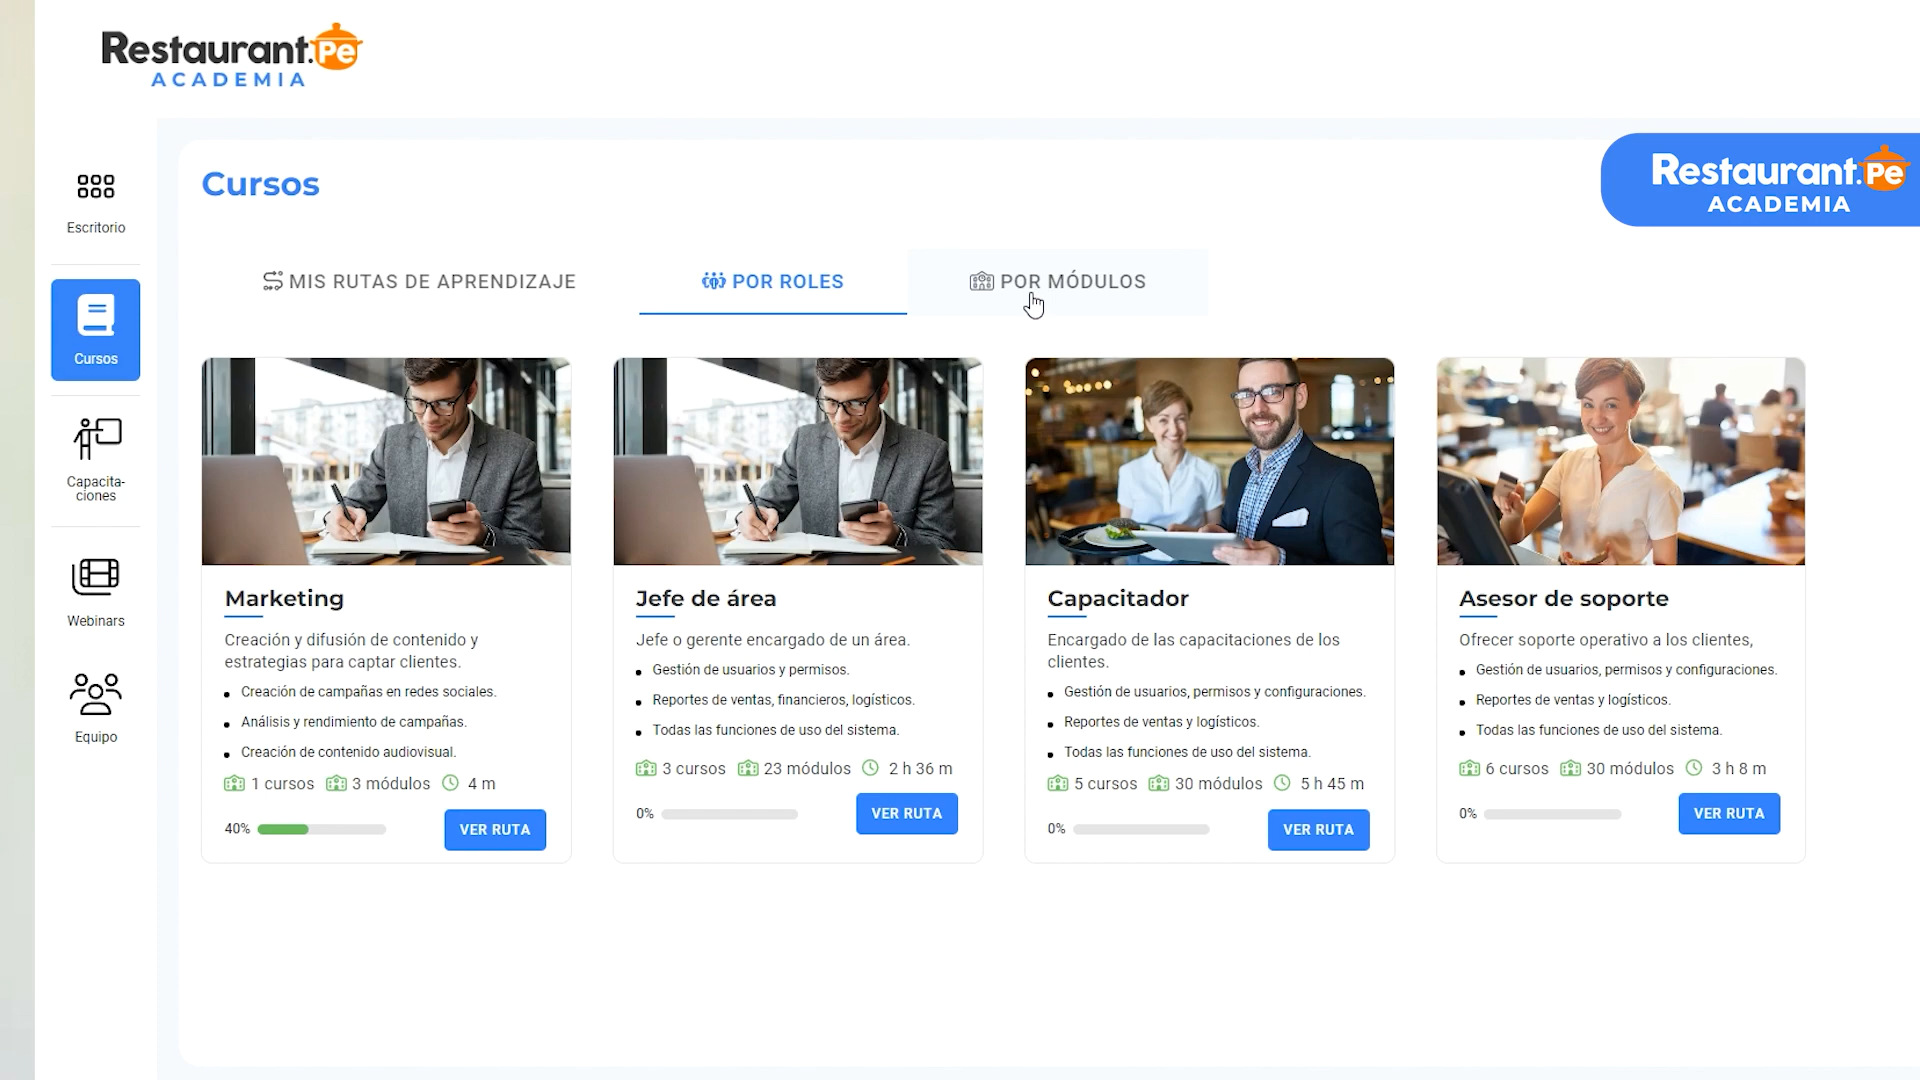 Restaurant.Pe
ACADEMIA
Restaurant.Pe
ACADEMIA
Escritorio
Cursos
Capacita-
ciones
Webinars
Equipo
Cursos
MIS RUTAS DE APRENDIZAJE
POR ROLES
POR MÓDULOS
Marketing
Creación y difusión de contenido y
estrategias para captar clientes.
Creación de campañas en redes sociales.
Análisis y rendimiento de campañas.
Creación de contenido audiovisual.
1 cursos 3 módulos 4 m
40% VER RUTA
Jefe de área
Jefe o gerente encargado de un área.
Gestión de usuarios y permisos.
Reportes de ventas, financieros, logísticos.
Todas las funciones de uso del sistema.
3 cursos 23 módulos 2 h 36 m
0% VER RUTA
Capacitador
Encargado de las capacitaciones de los
clientes.
Gestión de usuarios, permisos y configuraciones.
Reportes de ventas y logísticos.
Todas las funciones de uso del sistema.
5 cursos 30 módulos 5 h 45 m
0% VER RUTA
Asesor de soporte
Ofrecer soporte operativo a los clientes,
Gestión de usuarios, permisos y configuraciones.
Reportes de ventas y logísticos.
Todas las funciones de uso del sistema.
6 cursos 30 módulos 3 h 8 m
0% VER RUTA